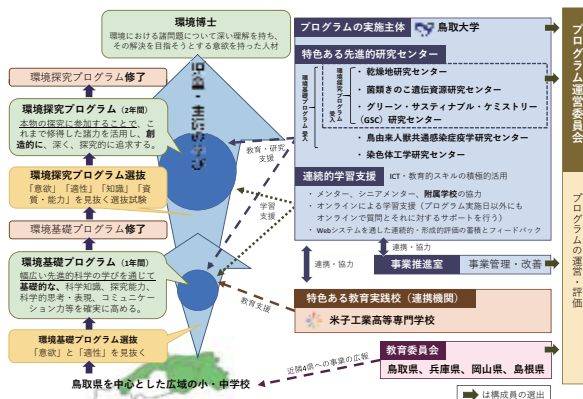 環境博士
環境における諸問題について深い理解を持ち、
その解決を目指そうとする意欲を持った人材
環境探究プログラム修了
環境探究プログラム（2年間）
本物の探究に参加することで、こ
れまで修得した諸力を活用し、創
造的に、深く、探究的に追求する。
環境探究プログラム選抜
「意欲」「適性」「知識」「資
質・能力」を見抜く選抜試験
環境基礎プログラム修了
環境基礎プログラム（1年間）
幅広い先進的科学の学びを通じて
基礎的な、科学知識、探究能力、
科学的思考・表現、コミュニケー
ション力等を確実に高める。
環境基礎プログラム選抜
「意欲」と「適性」を見抜く
鳥取県を中心とした広域の小・中学校
教育・研究
支援
学習
支援
教育支援
近隣4県への事業の広報
プログラムの実施主体
鳥取大学
特色ある先進的研究センター
環境基礎プログラム 受入
環境探究プログラム
受入
・乾燥地研究センター
・菌類きのこ遺伝資源研究センター
・グリーン・サスティナブル・ケミストリー
（GSC）研究センター
・鳥由来人獣共通感染症疫学研究センター
・染色体工学研究センター
連続的学習支援
ICT・教育的スキルの積極的活用
・メンター、シニアメンター、附属学校の協力
・オンラインによる学習支援（プログラム実施日以外にも
オンラインで質問とそれに対するサポートを行う）
・Webシステムを通した連続的・形成的評価の蓄積とフィードバック
連携・協力
連携・協力
事業推進室
事業管理・改善
特色ある教育実践校（連携機関）
米子工業高等専門学校
教育委員会
鳥取県、兵庫県、岡山県、島根県
は構成員の選出
プログラム運営委員会
プログラムの運営・評価